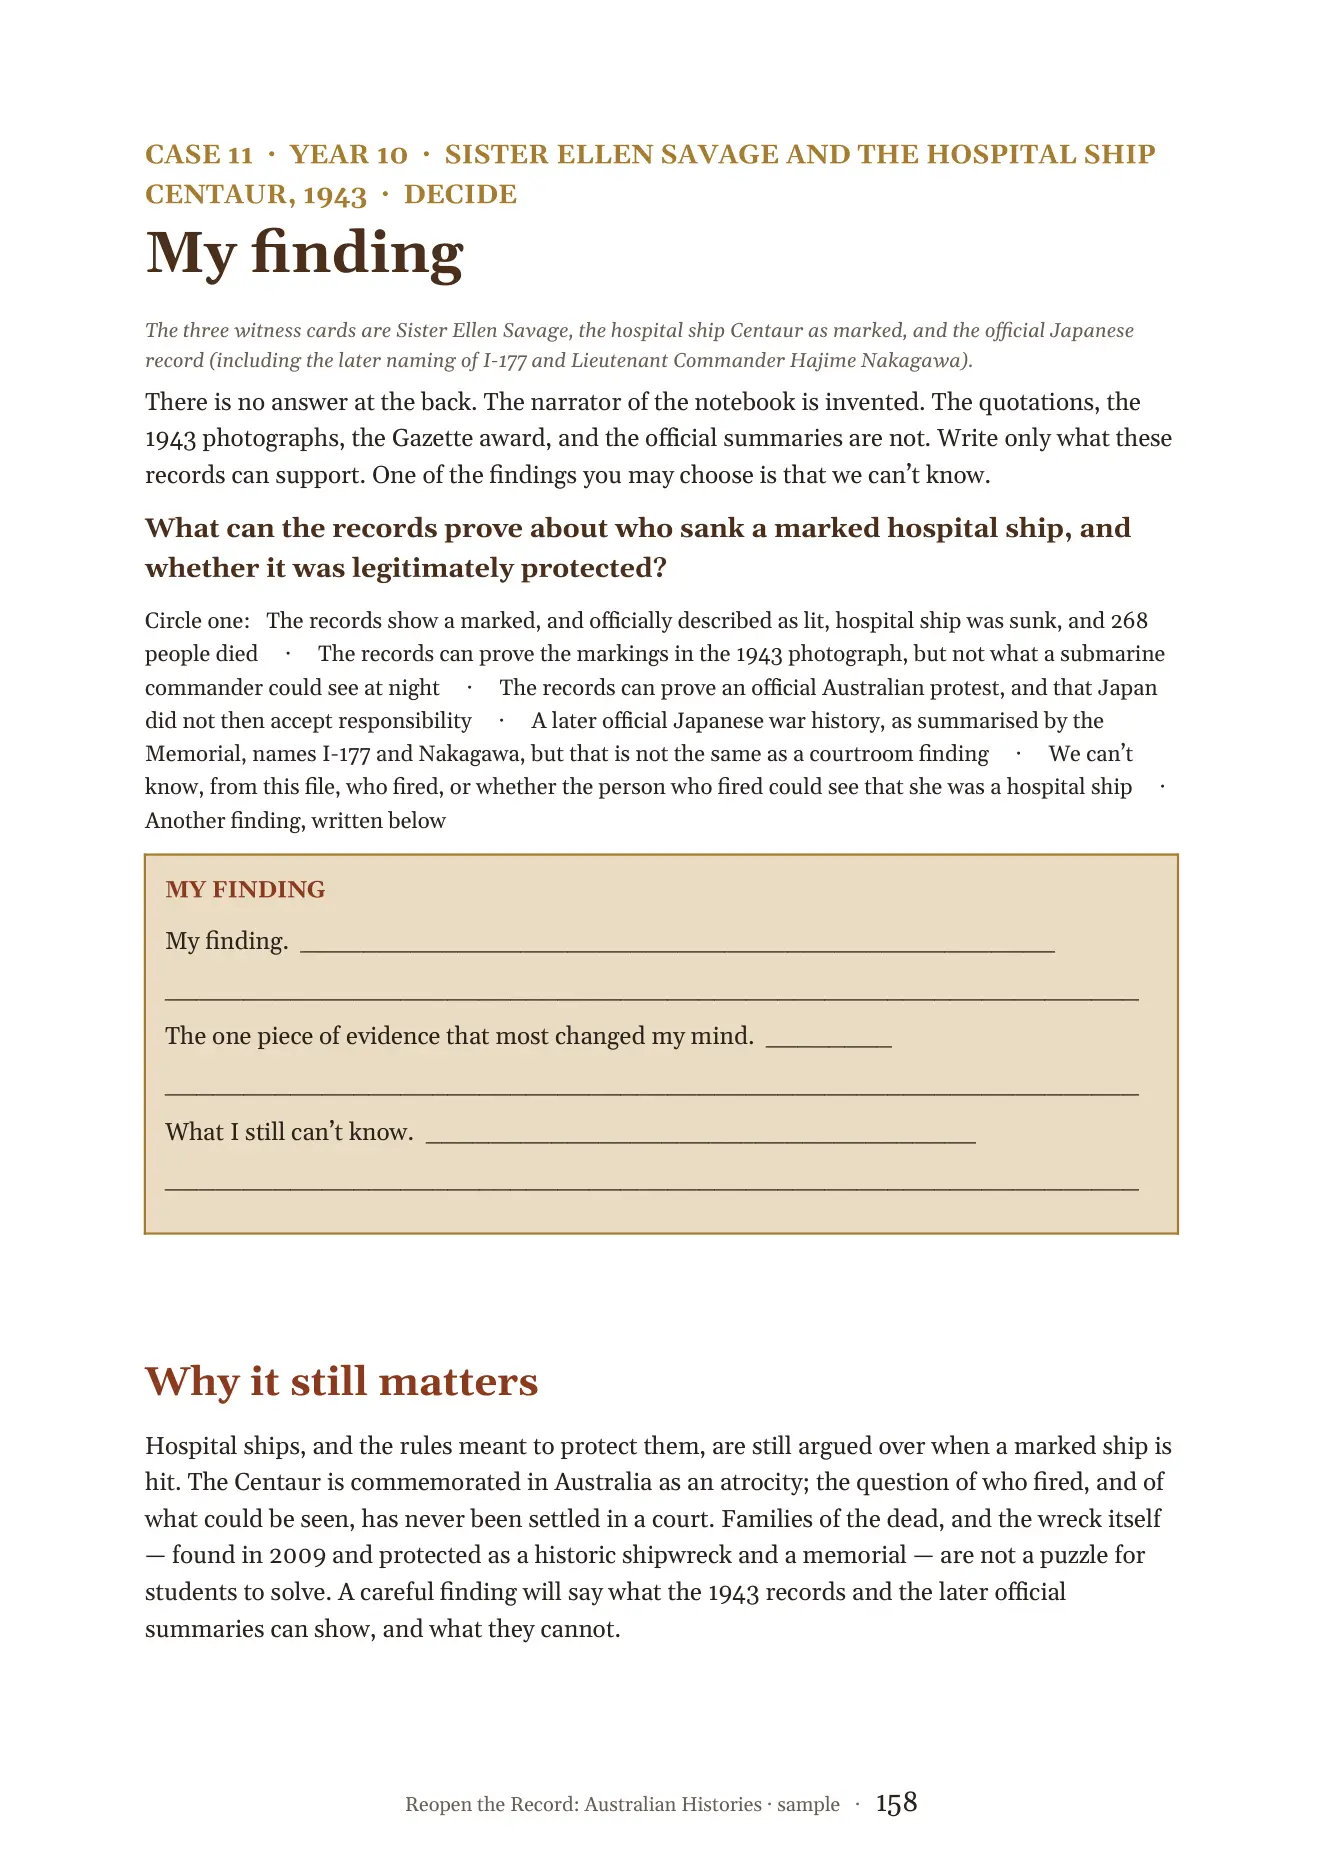 CASE 11 · YEAR 10 · SISTER ELLEN SAVAGE AND THE HOSPITAL SHIP
CENTAUR, 1943 · DECIDE
My finding
The three witness cards are Sister Ellen Savage, the hospital ship Centaur as marked, and the official Japanese
record (including the later naming of I-177 and Lieutenant Commander Hajime Nakagawa).
There is no answer at the back. The narrator of the notebook is invented. The quotations, the
1943 photographs, the Gazette award, and the official summaries are not. Write only what these
records can support. One of the findings you may choose is that we can’t know.
What can the records prove about who sank a marked hospital ship, and
whether it was legitimately protected?
Circle one: The records show a marked, and officially described as lit, hospital ship was sunk, and 268
people died · The records can prove the markings in the 1943 photograph, but not what a submarine
commander could see at night · The records can prove an official Australian protest, and that Japan
did not then accept responsibility · A later official Japanese war history, as summarised by the
Memorial, names I-177 and Nakagawa, but that is not the same as a courtroom finding · We can’t
know, from this file, who fired, or whether the person who fired could see that she was a hospital ship ·
Another finding, written below
MY FINDING
My finding.
The one piece of evidence that most changed my mind.
What I still can’t know.
Why it still matters
Hospital ships, and the rules meant to protect them, are still argued over when a marked ship is
hit. The Centaur is commemorated in Australia as an atrocity; the question of who fired, and of
what could be seen, has never been settled in a court. Families of the dead, and the wreck itself
— found in 2009 and protected as a historic shipwreck and a memorial — are not a puzzle for
students to solve. A careful finding will say what the 1943 records and the later official
summaries can show, and what they cannot.
Reopen the Record: Australian Histories · sample · 158